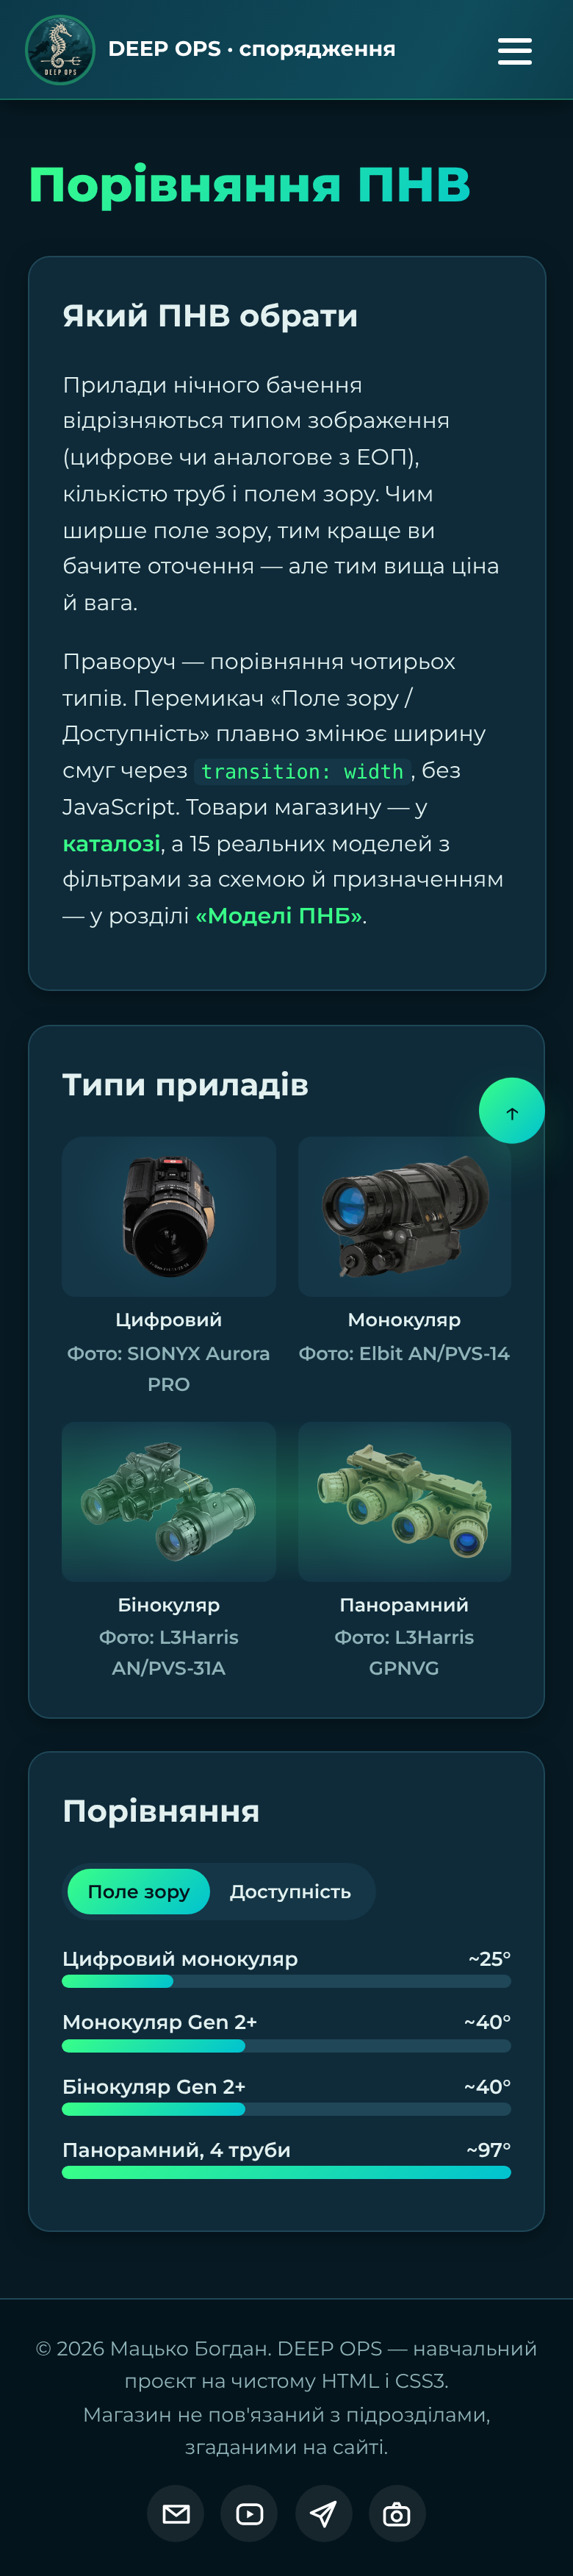 DEEP OPS
DEEP OPS · спорядження
Порівняння ПНВ
Який ПНВ обрати
Прилади нічного бачення
відрізняються типом зображення
(цифрове чи аналогове з ЕОП),
кількістю труб і полем зору. Чим
ширше поле зору, тим краще ви
бачите оточення — але тим вища ціна
й вага.
Праворуч — порівняння чотирьох
типів. Перемикач «Поле зору /
Доступність» плавно змінює ширину
смуг через transition: width, без
JavaScript. Товари магазину — у
каталозі, а 15 реальних моделей з
фільтрами за схемою й призначенням
— у розділі «Моделі ПНБ».
Типи приладів
↑
Цифровий
Фото: SIONYX Aurora
PRO
Монокуляр
Фото: Elbit AN/PVS-14
Бінокуляр
Фото: L3Harris
AN/PVS-31A
Панорамний
Фото: L3Harris
GPNVG
Порівняння
Поле зору Доступність
Цифровий монокуляр ~25°
Монокуляр Gen 2+ ~40°
Бінокуляр Gen 2+ ~40°
Панорамний, 4 труби ~97°
© 2026 Мацько Богдан. DEEP OPS — навчальний
проєкт на чистому HTML і CSS3.
Магазин не пов'язаний з підрозділами,
згаданими на сайті.